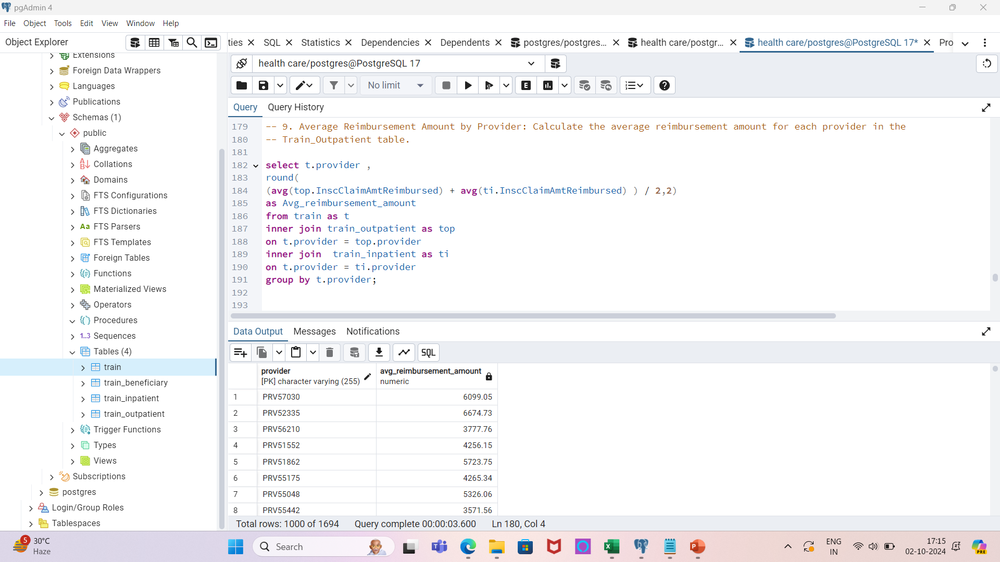 pgAdmin 4
File Object Tools Edit View Window Help
Object Explorer
ties SQL Statistics Dependencies Dependents postgres/postgres... health care/postgr... health care/postgres@PostgreSQL 17* Pro
Extensions
Foreign Data Wrappers
Languages
Publications
Schemas (1)
public
Aggregates
Collations
Domains
FTS Configurations
FTS Dictionaries
Aa FTS Parsers
FTS Templates
Foreign Tables
Functions
Materialized Views
Operators
Procedures
1..3 Sequences
Tables (4)
train
train_beneficiary
train_inpatient
train_outpatient
Trigger Functions
Types
Views
Subscriptions
postgres
Login/Group Roles
Tablespaces
health care/postgres@PostgreSQL 17
No limit
E
Query Query History
179 -- 9. Average Reimbursement Amount by Provider: Calculate the average reimbursement amount for each provider in the
180 -- Train_Outpatient table.
181
182 select t.provider ,
183 round(
184 (avg(top.InscClaimAmtReimbursed) + avg(ti.InscClaimAmtReimbursed) ) / 2,2)
185 as Avg_reimbursement_amount
186 from train as t
187 inner join train_outpatient as top
188 on t.provider = top.provider
189 inner join  train_inpatient as ti
190 on t.provider = ti.provider
191 group by t.provider;
192
193
Data Output Messages Notifications
SQL
provider avg_reimbursement_amount
[PK] character varying (255) numeric
1 PRV57030 6099.05
2 PRV52335 6674.73
3 PRV56210 3777.76
4 PRV51552 4256.15
5 PRV51862 5723.75
6 PRV55175 4265.34
7 PRV55048 5326.06
8 PRV55442 3571.56
Total rows: 1000 of 1694 Query complete 00:00:03.600 Ln 180, Col 4
5 30°C
Haze
Search
ENG
IN
17:15
02-10-2024
PRE